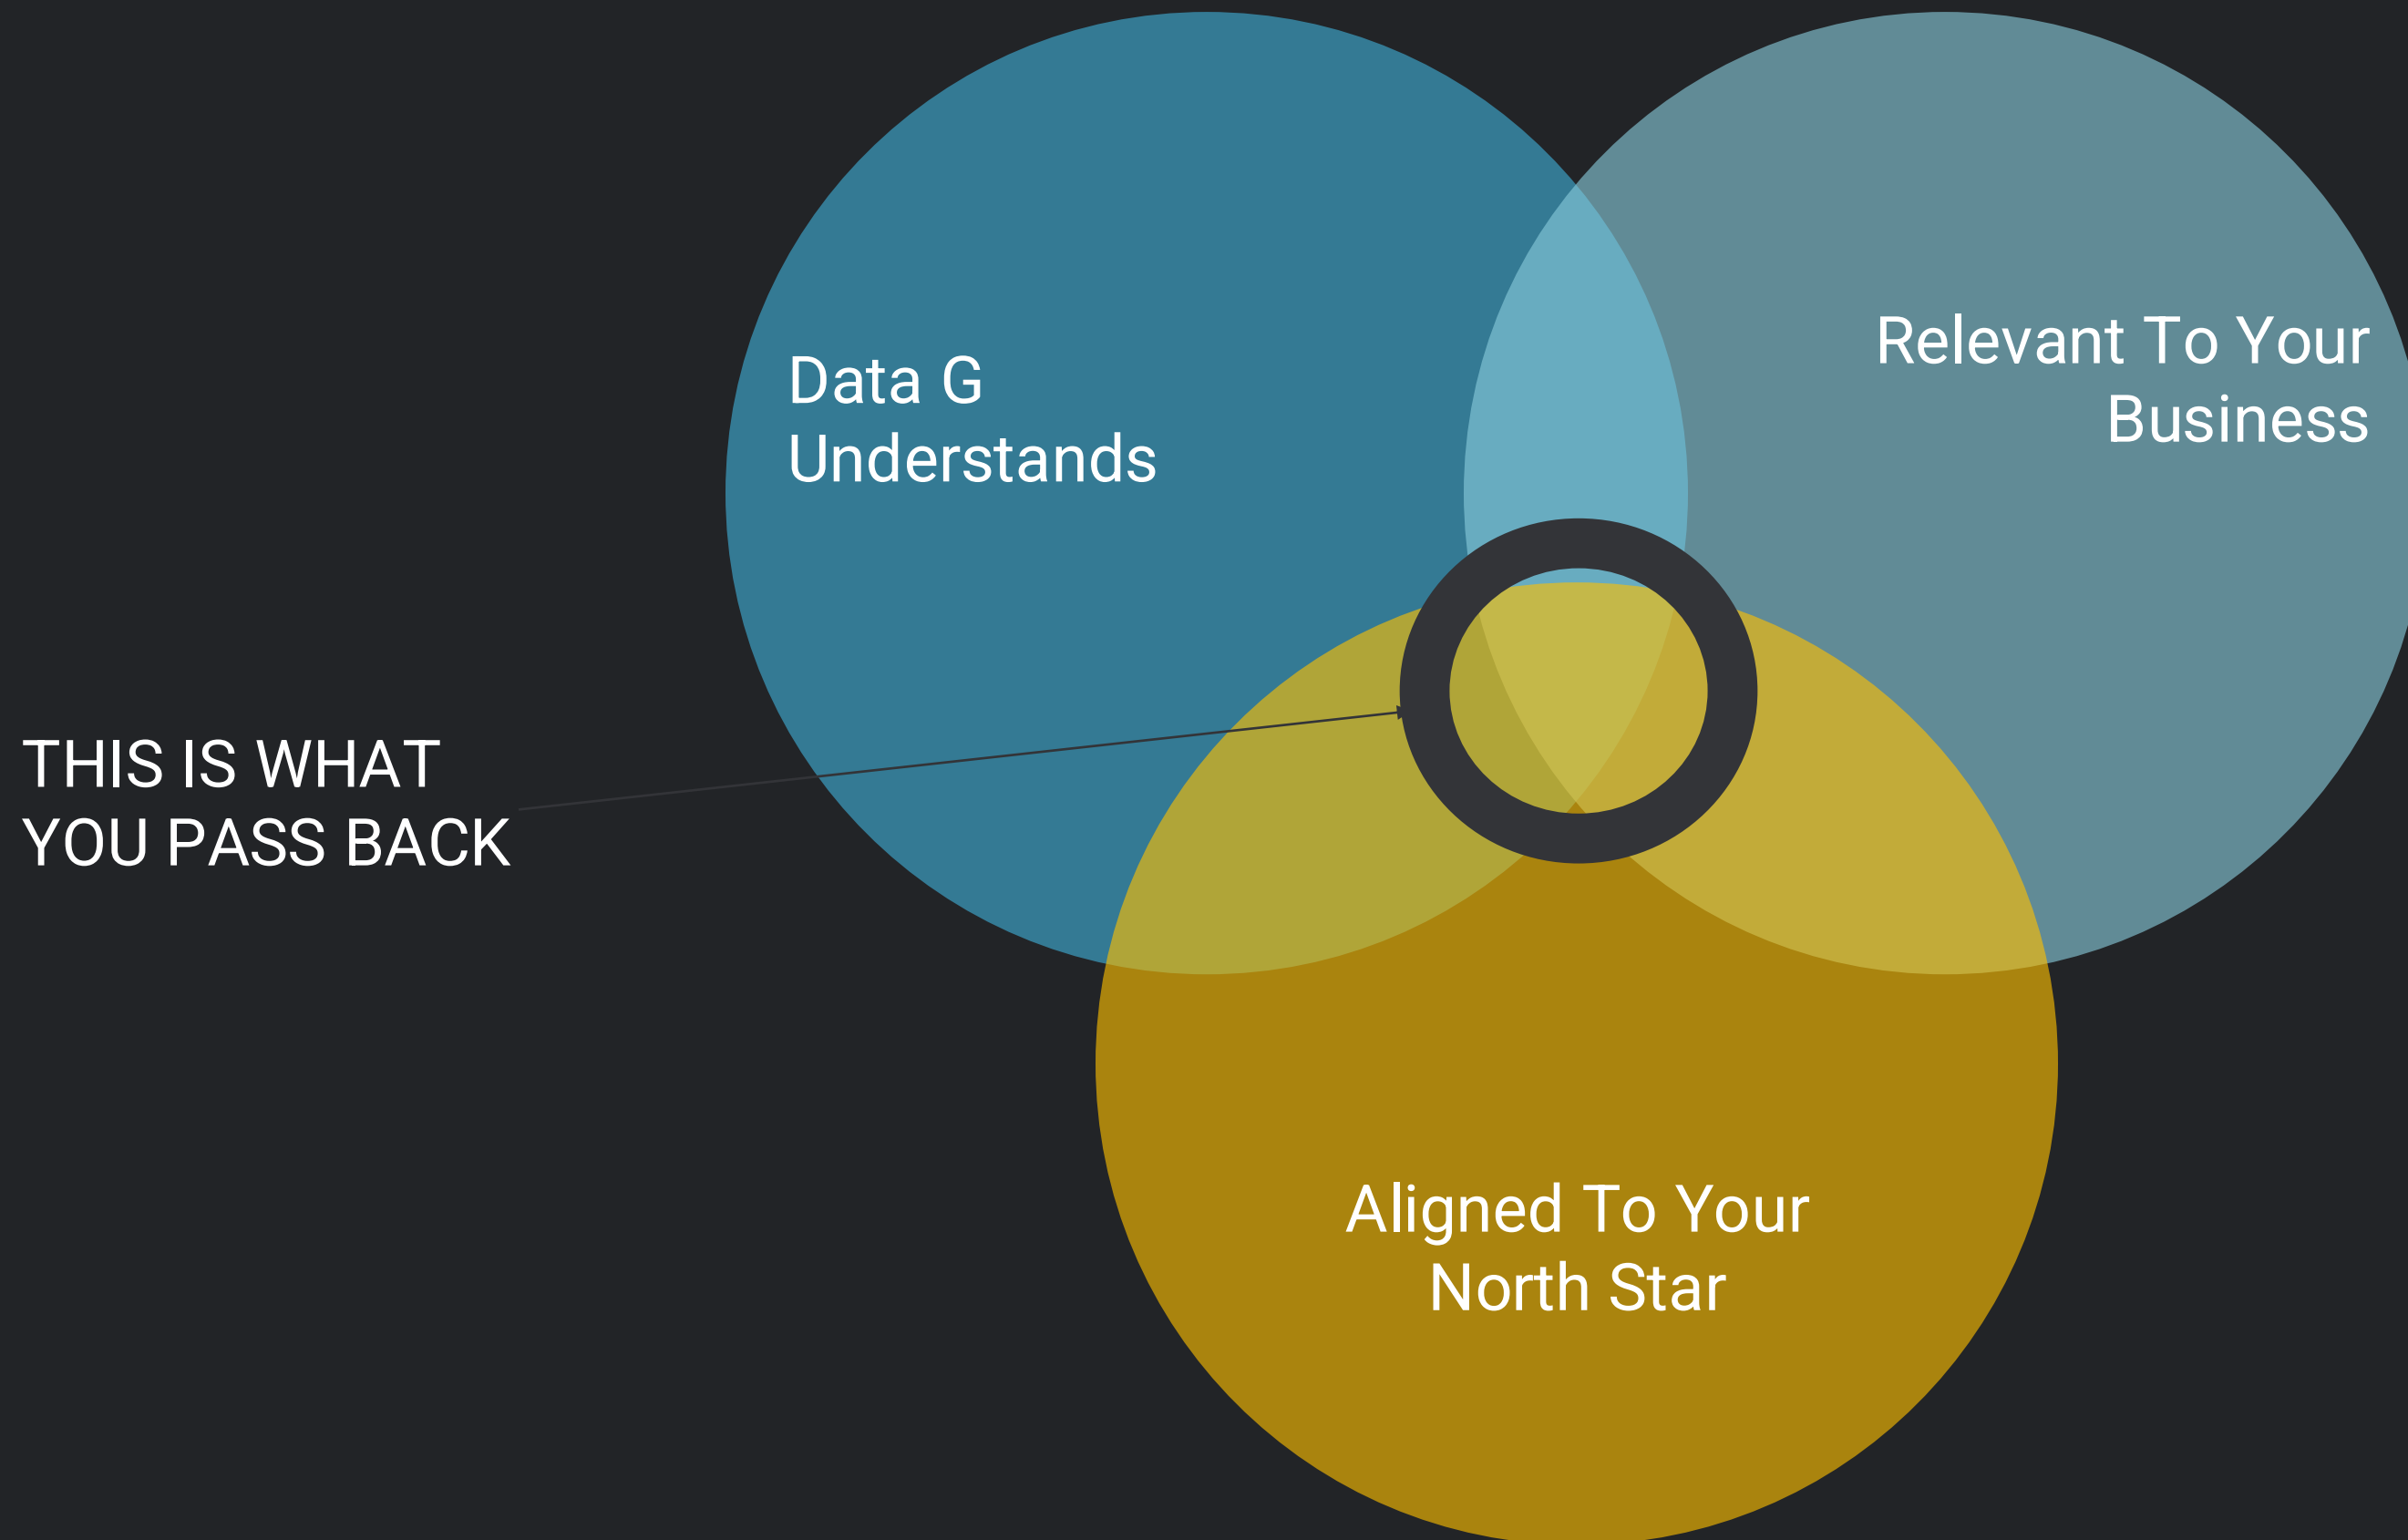 Data G
Understands
Relevant To Your
Business
THIS IS WHAT
YOU PASS BACK
Aligned To Your
North Star